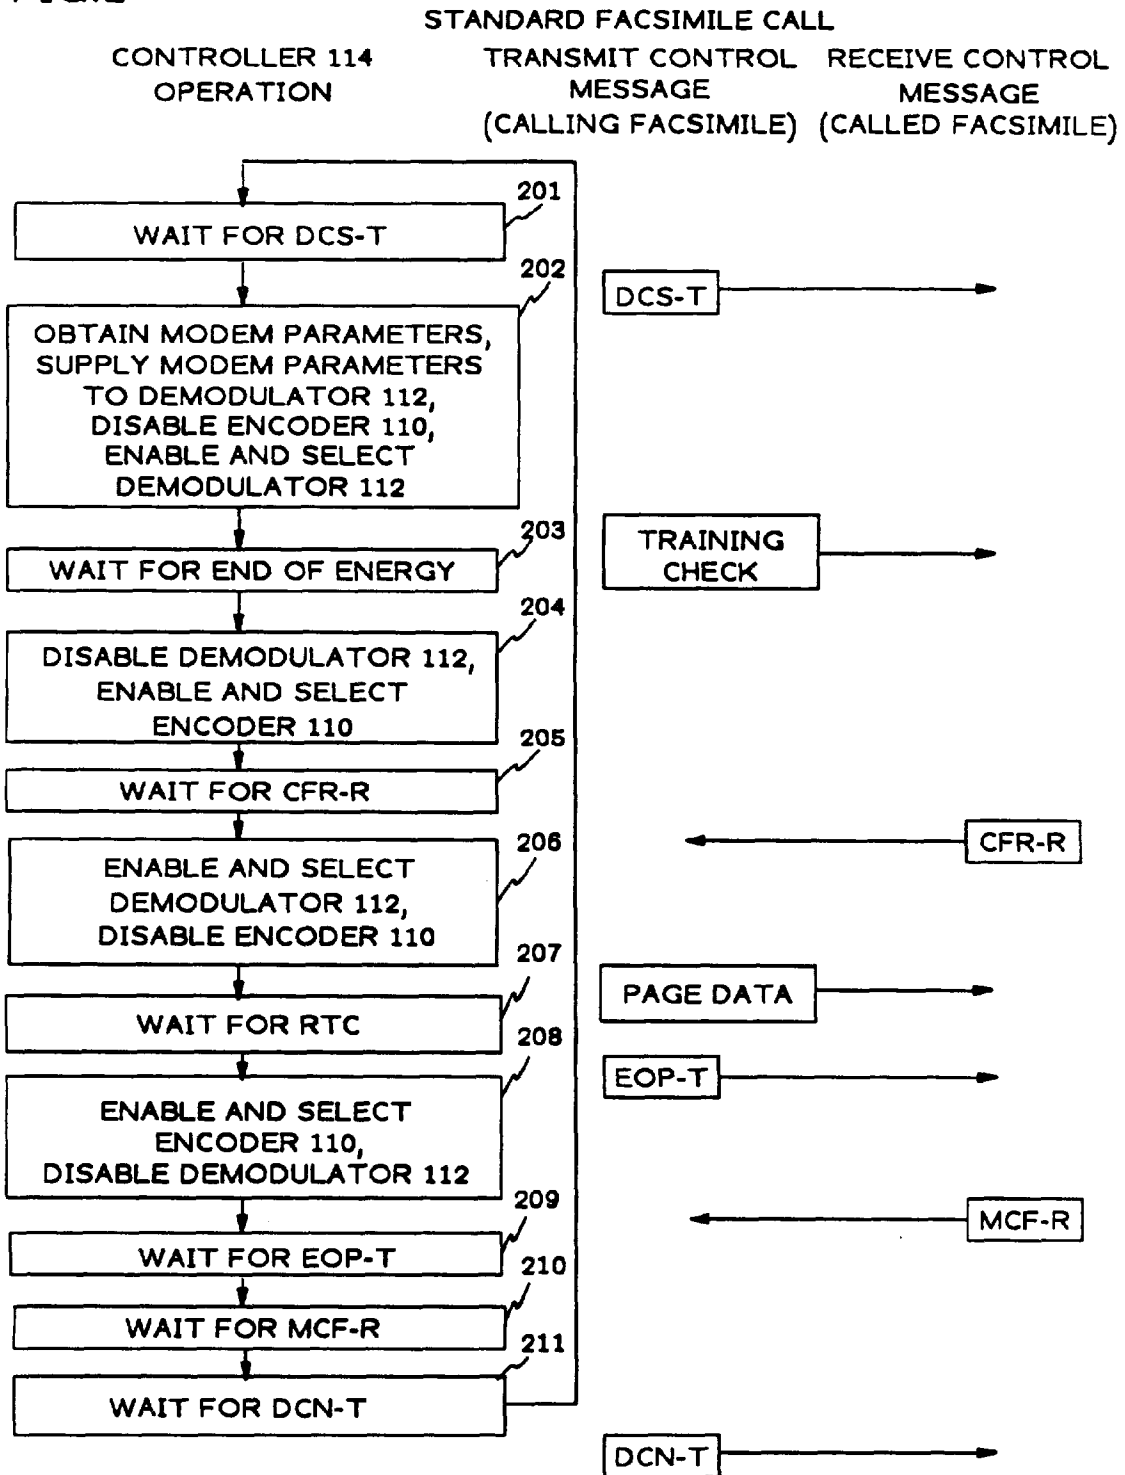 STANDARD FACSIMILE CALL
CONTROLLER 114
OPERATION
TRANSMIT CONTROL
MESSAGE
(CALLING FACSIMILE)
RECEIVE CONTROL
MESSAGE
(CALLED FACSIMILE)
201
WAIT FOR DCS-T
202
DCS-T
OBTAIN MODEM PARAMETERS,
SUPPLY MODEM PARAMETERS
TO DEMODULATOR 112,
DISABLE ENCODER 110,
ENABLE AND SELECT
DEMODULATOR 112
203
WAIT FOR END OF ENERGY
TRAINING
CHECK
204
DISABLE DEMODULATOR 112,
ENABLE AND SELECT
ENCODER 110
205
WAIT FOR CFR-R
206
CFR-R
ENABLE AND SELECT
DEMODULATOR 112,
DISABLE ENCODER 110
207
WAIT FOR RTC
PAGE DATA
208
EOP-T
ENABLE AND SELECT
ENCODER 110,
DISABLE DEMODULATOR 112
209
WAIT FOR EOP-T
MCF-R
210
WAIT FOR MCF-R
211
WAIT FOR DCN-T
DCN-T